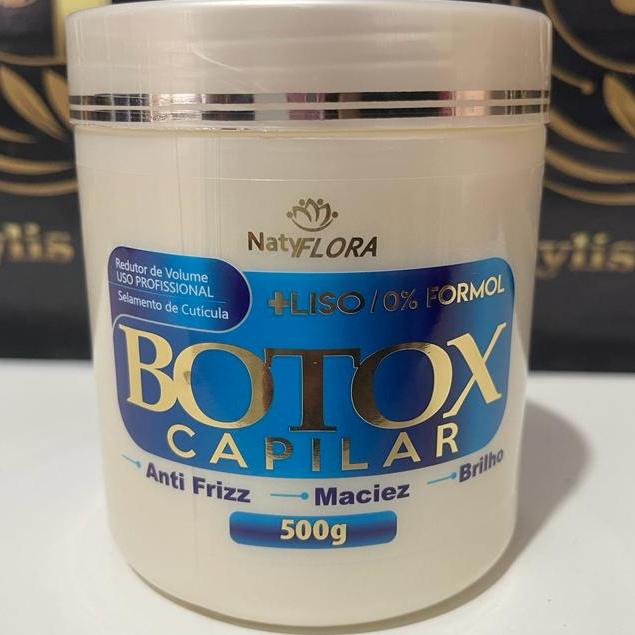 NatyFLORA
Redutor de Volume
USO PROFISSIONAL
Selamento de Cutícula
+LISO / 0% FORMOL
BOTOX
CAPILAR
Anti Frizz
Maciez
Brilho
500g